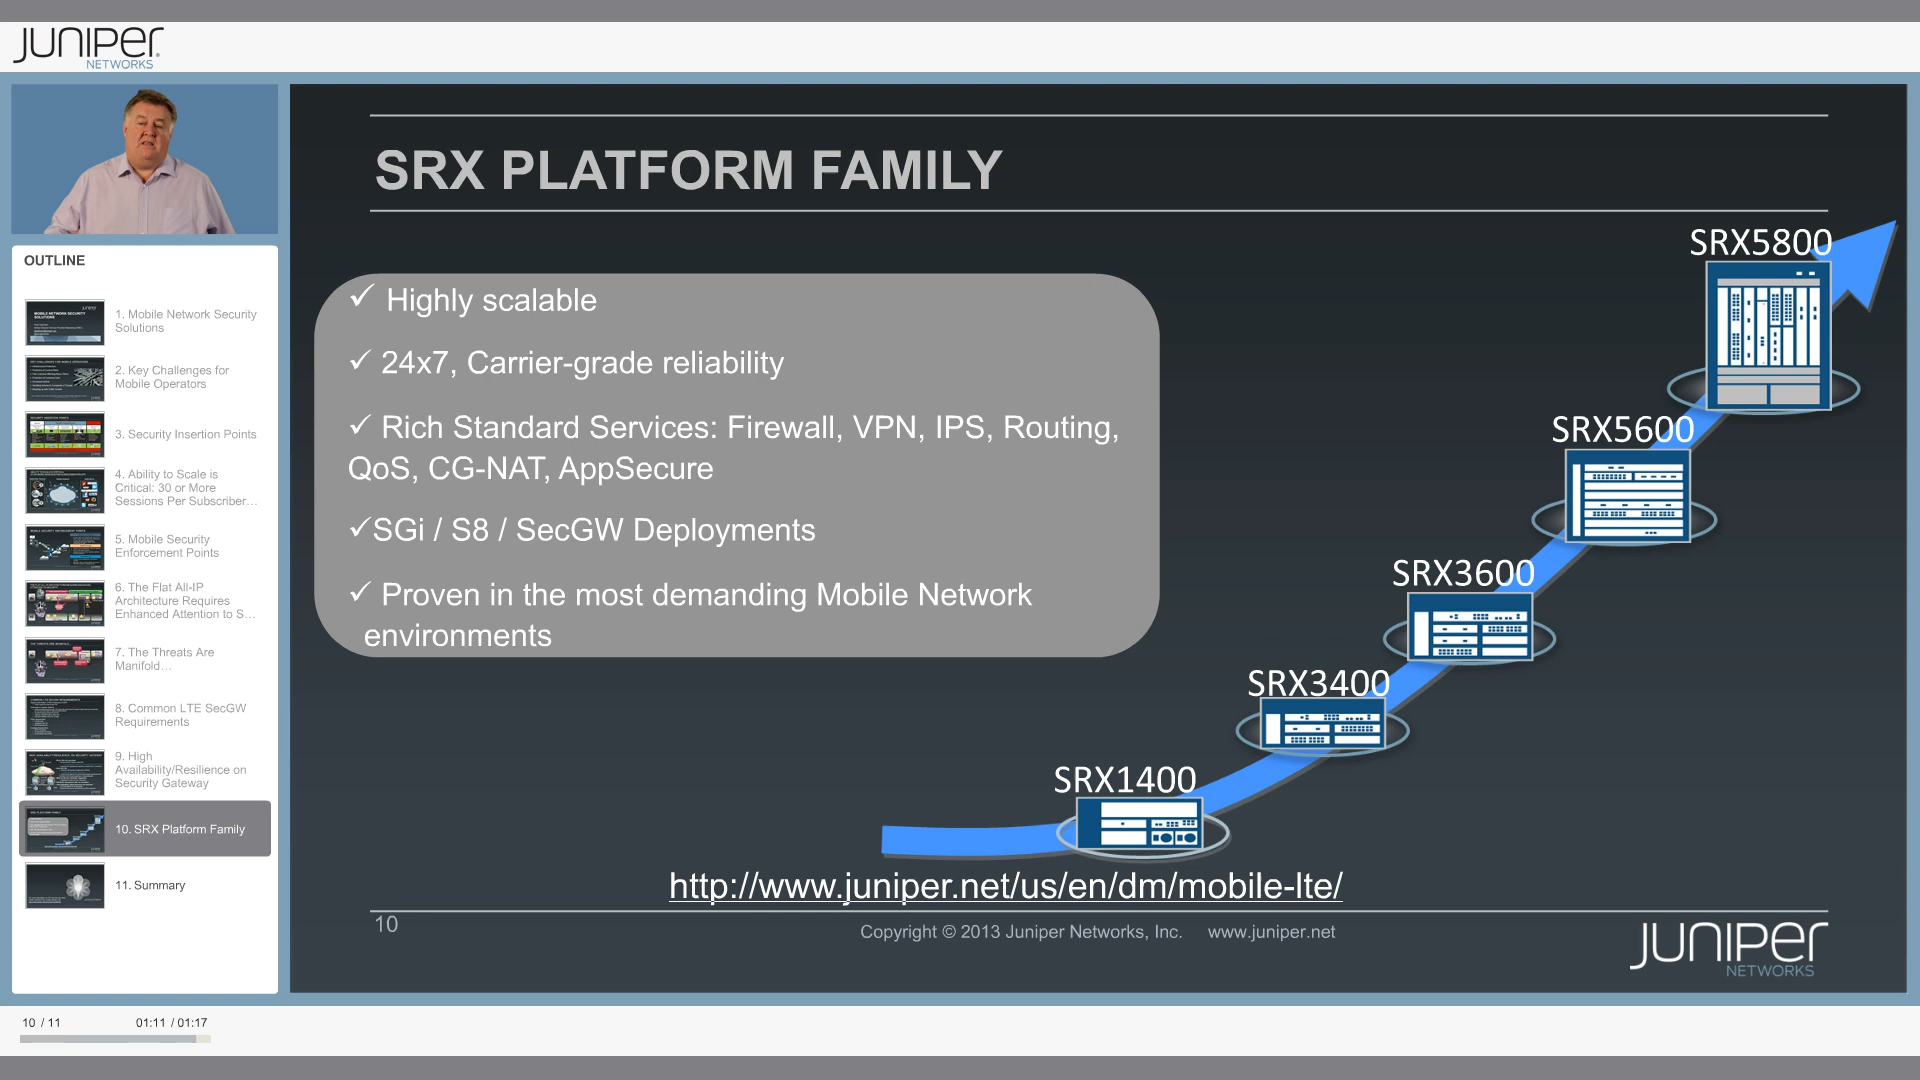 JUNIPER
NETWORKS
SRX PLATFORM FAMILY
OUTLINE
1. Mobile Network Security
Solutions
2. Key Challenges for
Mobile Operators
3. Security Insertion Points
4. Ability to Scale is
Critical: 30 or More
Sessions Per Subscriber…
5. Mobile Security
Enforcement Points
6. The Flat All-IP
Architecture Requires
Enhanced Attention to S…
7. The Threats Are
Manifold…
8. Common LTE SecGW
Requirements
9. High
Availability/Resilience on
Security Gateway
10. SRX Platform Family
11. Summary
✓ Highly scalable
✓ 24x7, Carrier-grade reliability
✓ Rich Standard Services: Firewall, VPN, IPS, Routing,
QoS, CG-NAT, AppSecure
✓SGi / S8 / SecGW Deployments
✓ Proven in the most demanding Mobile Network
environments
SRX5800
SRX5600
SRX3600
SRX3400
SRX1400
http://www.juniper.net/us/en/dm/mobile-lte/
10
Copyright © 2013 Juniper Networks, Inc. www.juniper.net
JUNIPER
NETWORKS
10 / 11 01:11 / 01:17